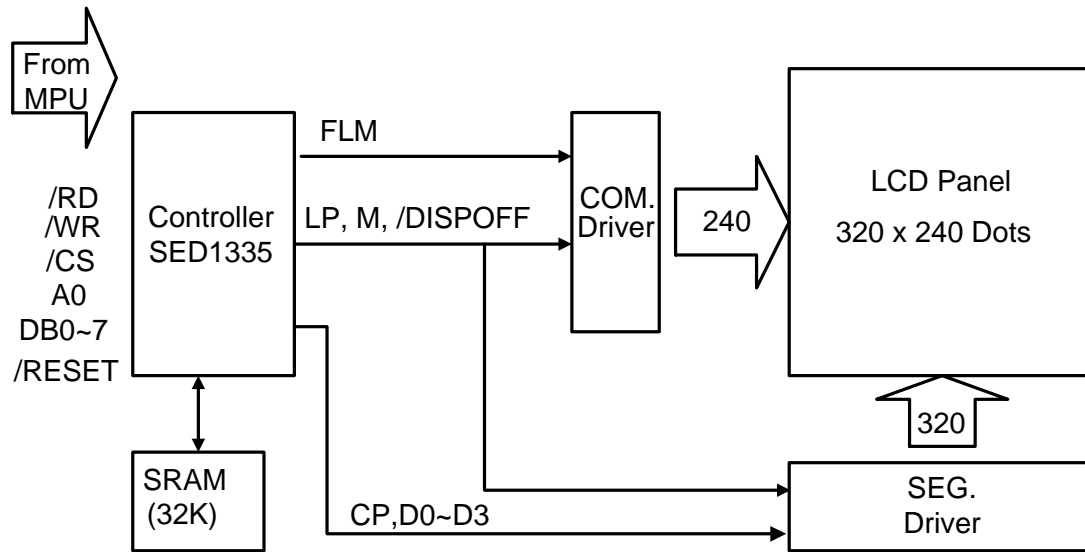 From
MPU
/RD
/WR
/CS
A0
DB0~7
/RESET
Controller
SED1335
SRAM
(32K)
FLM
LP, M, /DISPOFF
CP,D0~D3
COM.
Driver
240
LCD Panel
320 x 240 Dots
320
SEG.
Driver